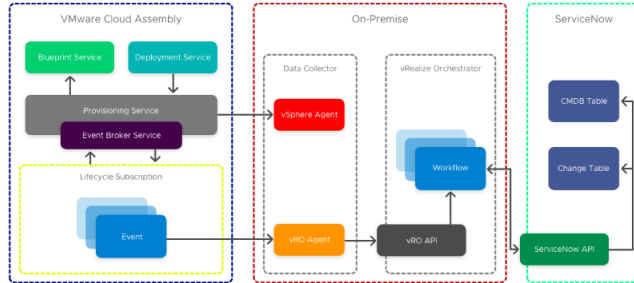 VMware Cloud Assembly
Blueprint Service
Deployment Service
Provisioning Service
Event Broker Service
Lifecycle Subscription
Event
On-Premise
Data Collector
vSphere Agent
vRO Agent
vRealize Orchestrator
Workflow
vRO API
ServiceNow
CMDB Table
Change Table
ServiceNow API